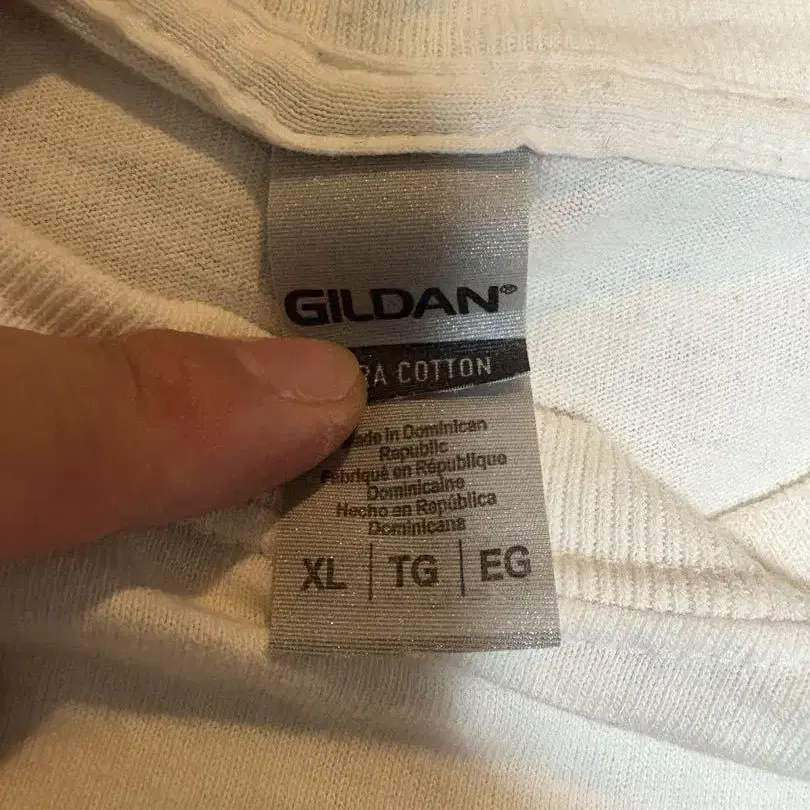 GILDAN®
RA COTTON
Made in Dominican
Republic
Fabriqué en République
Dominicaine
Hecho en República
Dominicana
XL | TG | EG